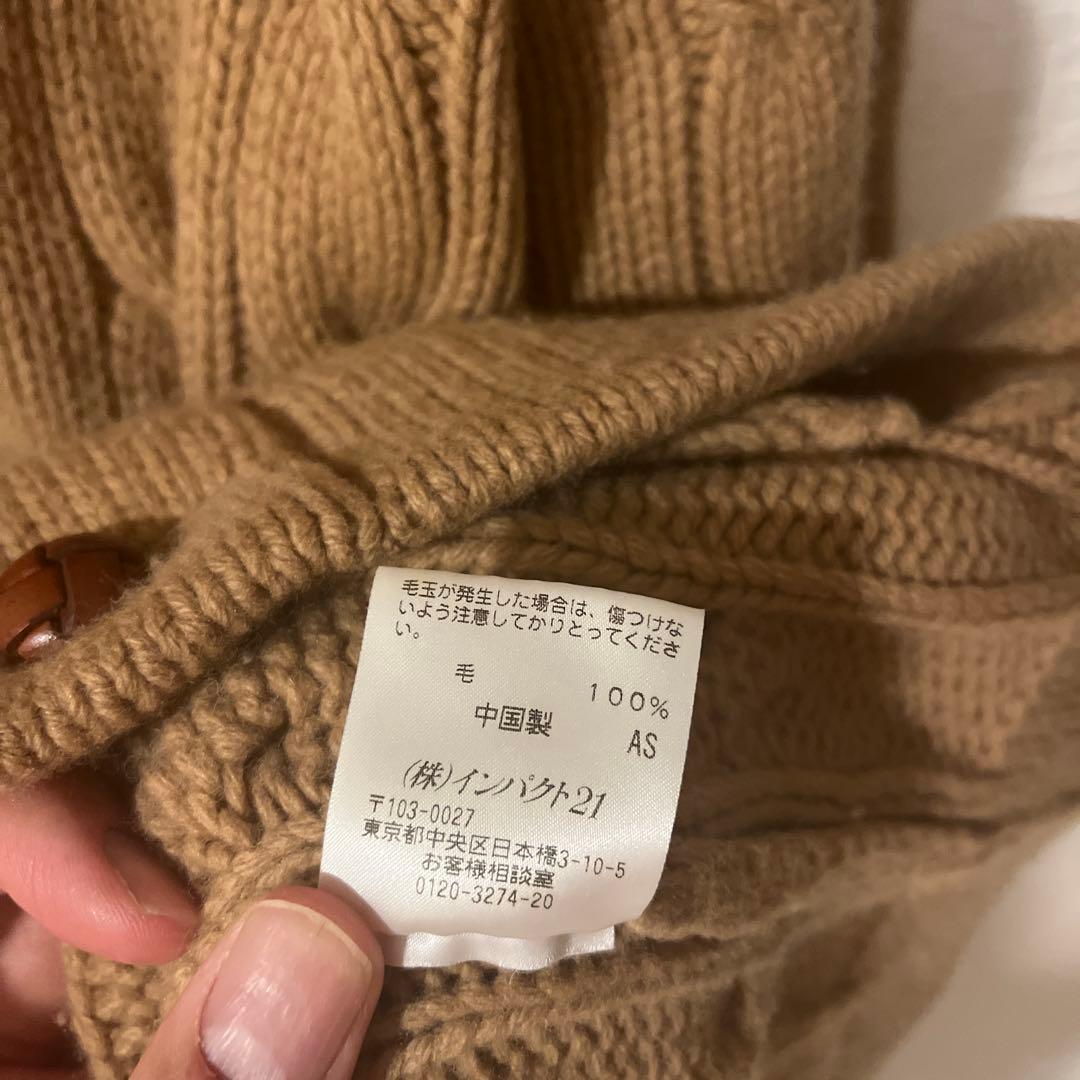 毛玉が発生した場合は、傷つけな
いよう注意してかりとってくださ
い。
毛 100%
中国製 AS
(株)インパクト21
〒103-0027
東京都中央区日本橋3-10-5
お客様相談室
0120-3274-20